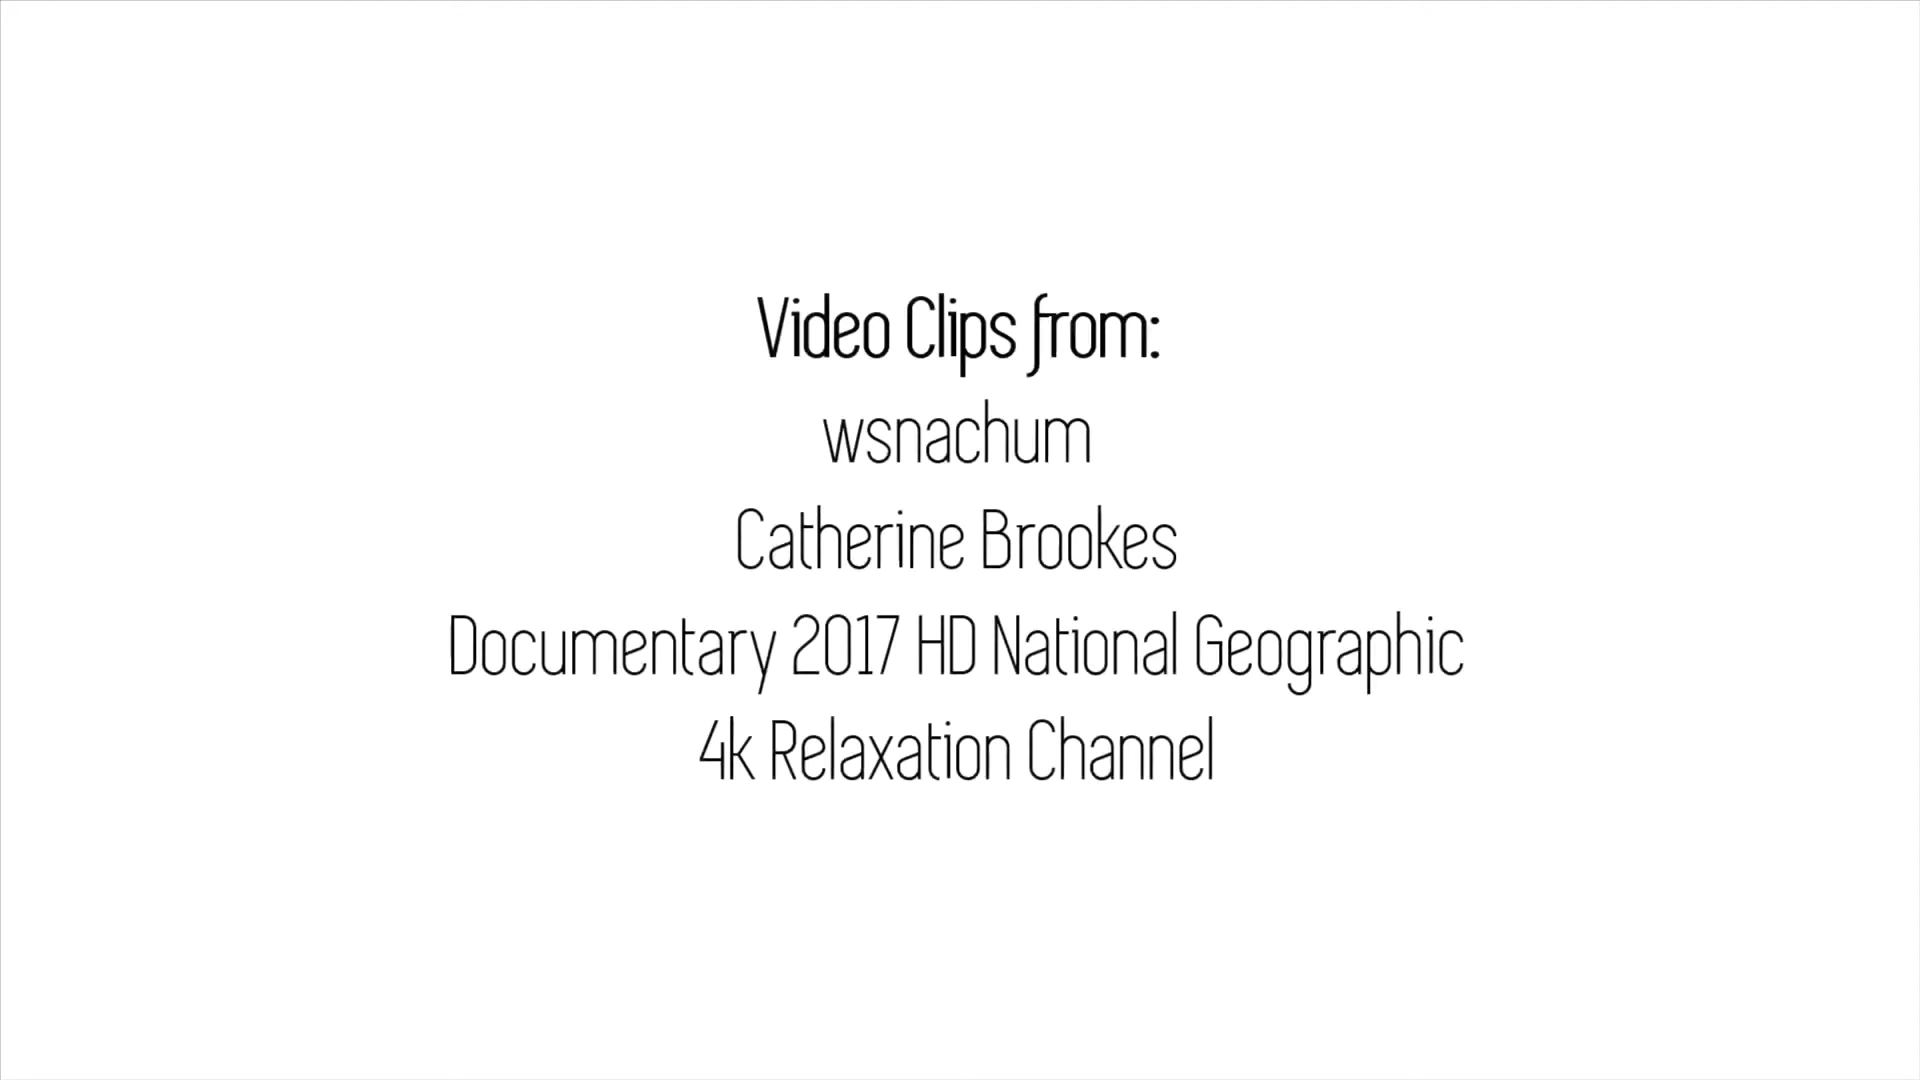 Video Clips from:
wsnachum
Catherine Brookes
Documentary 2017 HD National Geographic
4k Relaxation Channel